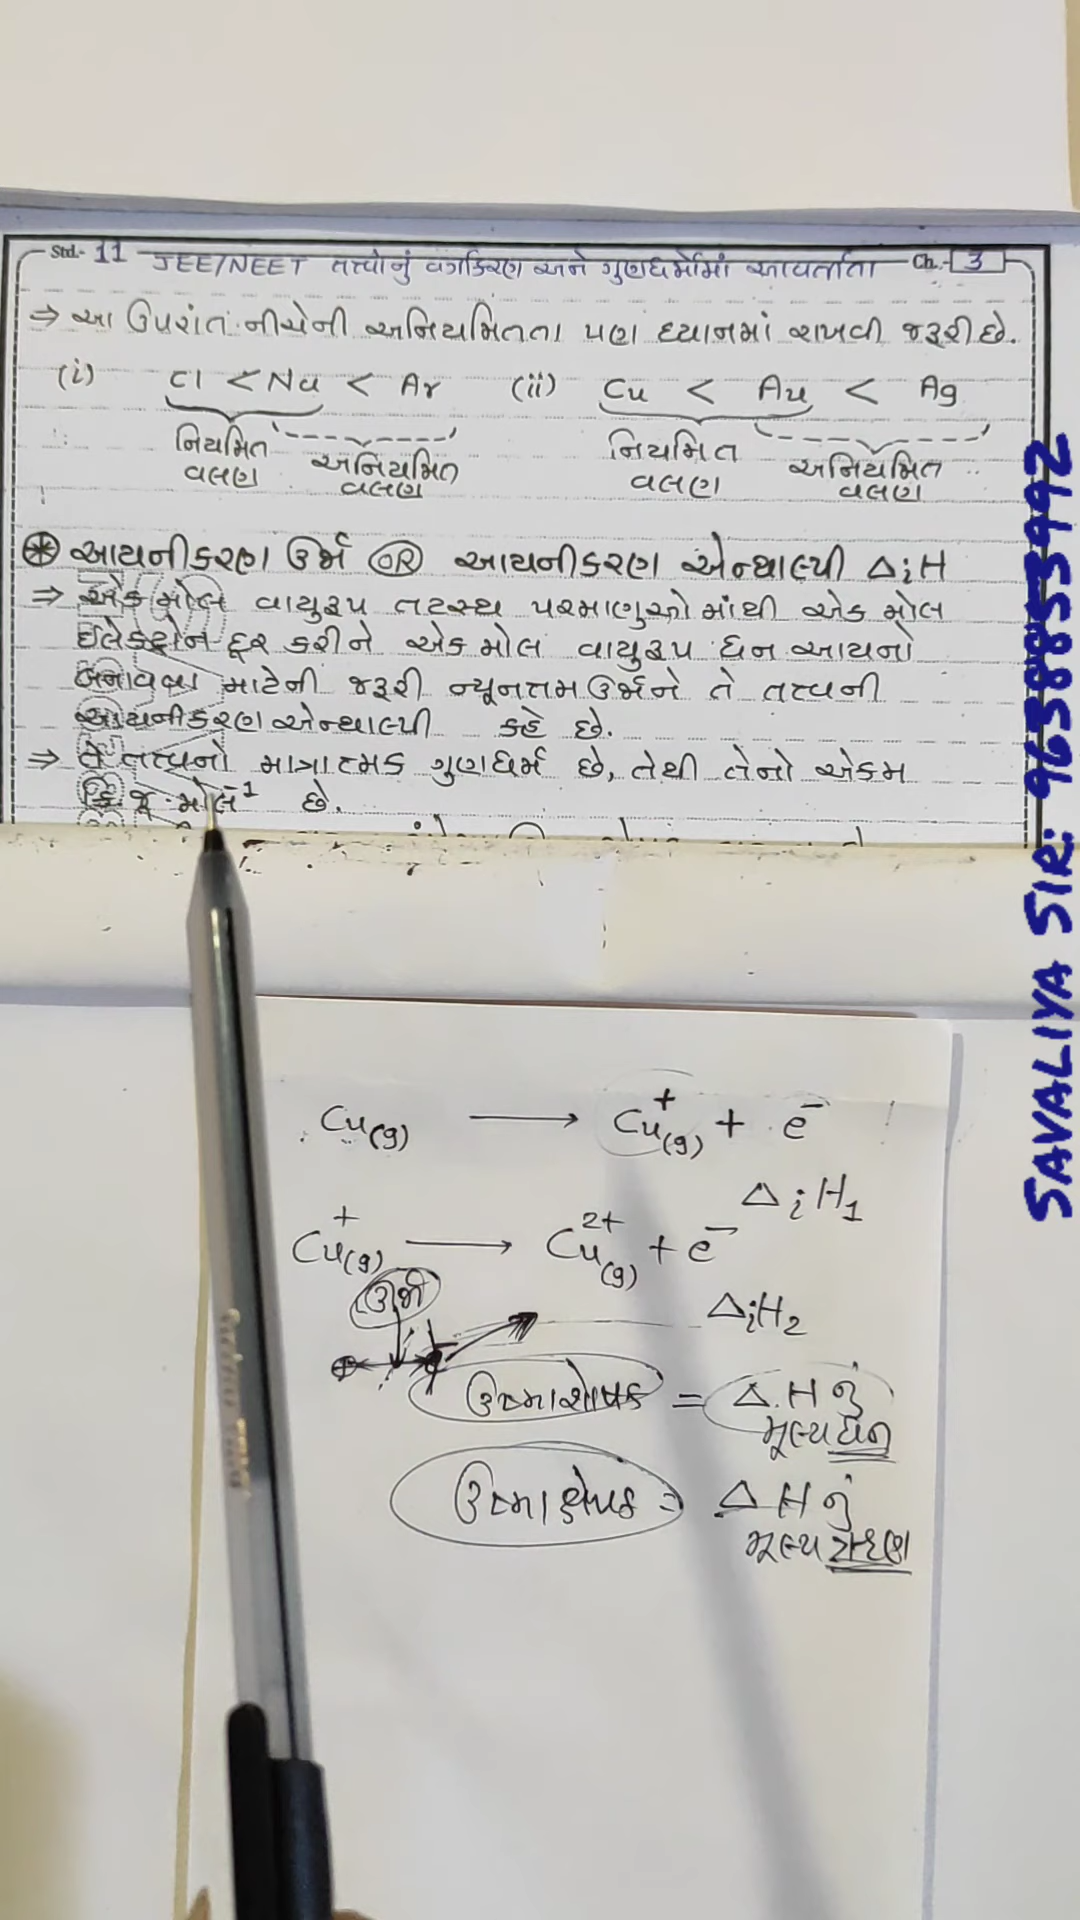 Std.- 11 JEE/NEET તત્ત્વોનું વર્ગીકરણ અને ગુણધર્મોમાં આવર્તતા Ch.- 3
⇒ આ ઉપરાંત નીચેની અનિયમિતતા પણ ધ્યાનમાં રાખવી જરૂરી છે.
(i) Cl < Na < Ar (ii) Cu < Au < Ag
નિયમિત વલણ અનિયમિત વલણ નિયમિત વલણ અનિયમિત વલણ
⊛ આયનીકરણ ઉર્જા OR આયનીકરણ એન્થાલ્પી ΔiH
⇒ એક મોલ વાયુરૂપ તટસ્થ પરમાણુઓમાંથી એક મોલ
ઈલેક્ટ્રોન દૂર કરીને એક મોલ વાયુરૂપ ધન આયનો
બનાવવા માટેની જરૂરી ન્યૂનત્તમ ઉર્જાને તે તત્વની
આયનીકરણ એન્થાલ્પી કહે છે.
⇒ તે તત્વનો માત્રાત્મક ગુણધર્મ છે, તેથી તેનો એકમ
કિ.જૂ.મોલ⁻¹ છે.
Cu(g) ⟶ Cu⁺(g) + e⁻
ΔiH₁
Cu⁺(g) ⟶ Cu²⁺(g) + e⁻
ઉર્જા
ΔiH₂
ઉષ્માશોષક = ΔH નું
મૂલ્ય ધન
ઉષ્માક્ષેપક = ΔH નું
મૂલ્ય ઋણ
SAVALIYA SIR: 9638853992